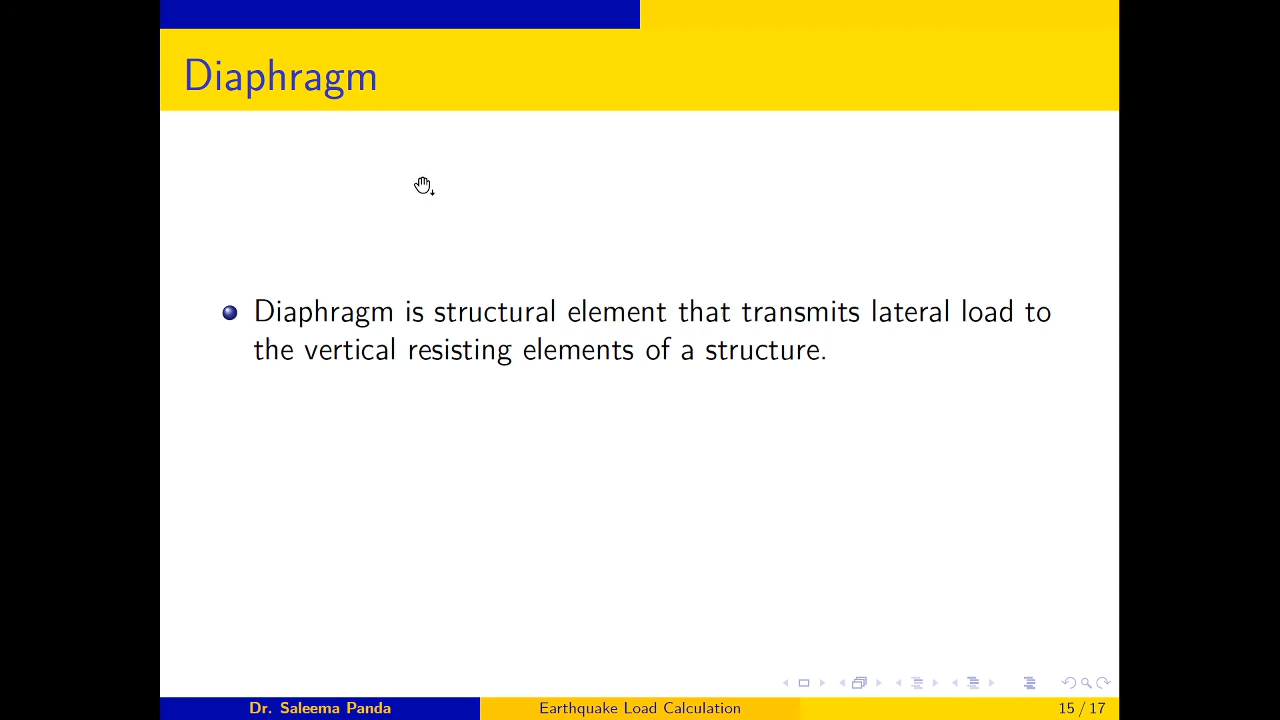 Diaphragm
Diaphragm is structural element that transmits lateral load to
the vertical resisting elements of a structure.
Dr. Saleema Panda
Earthquake Load Calculation
15 / 17